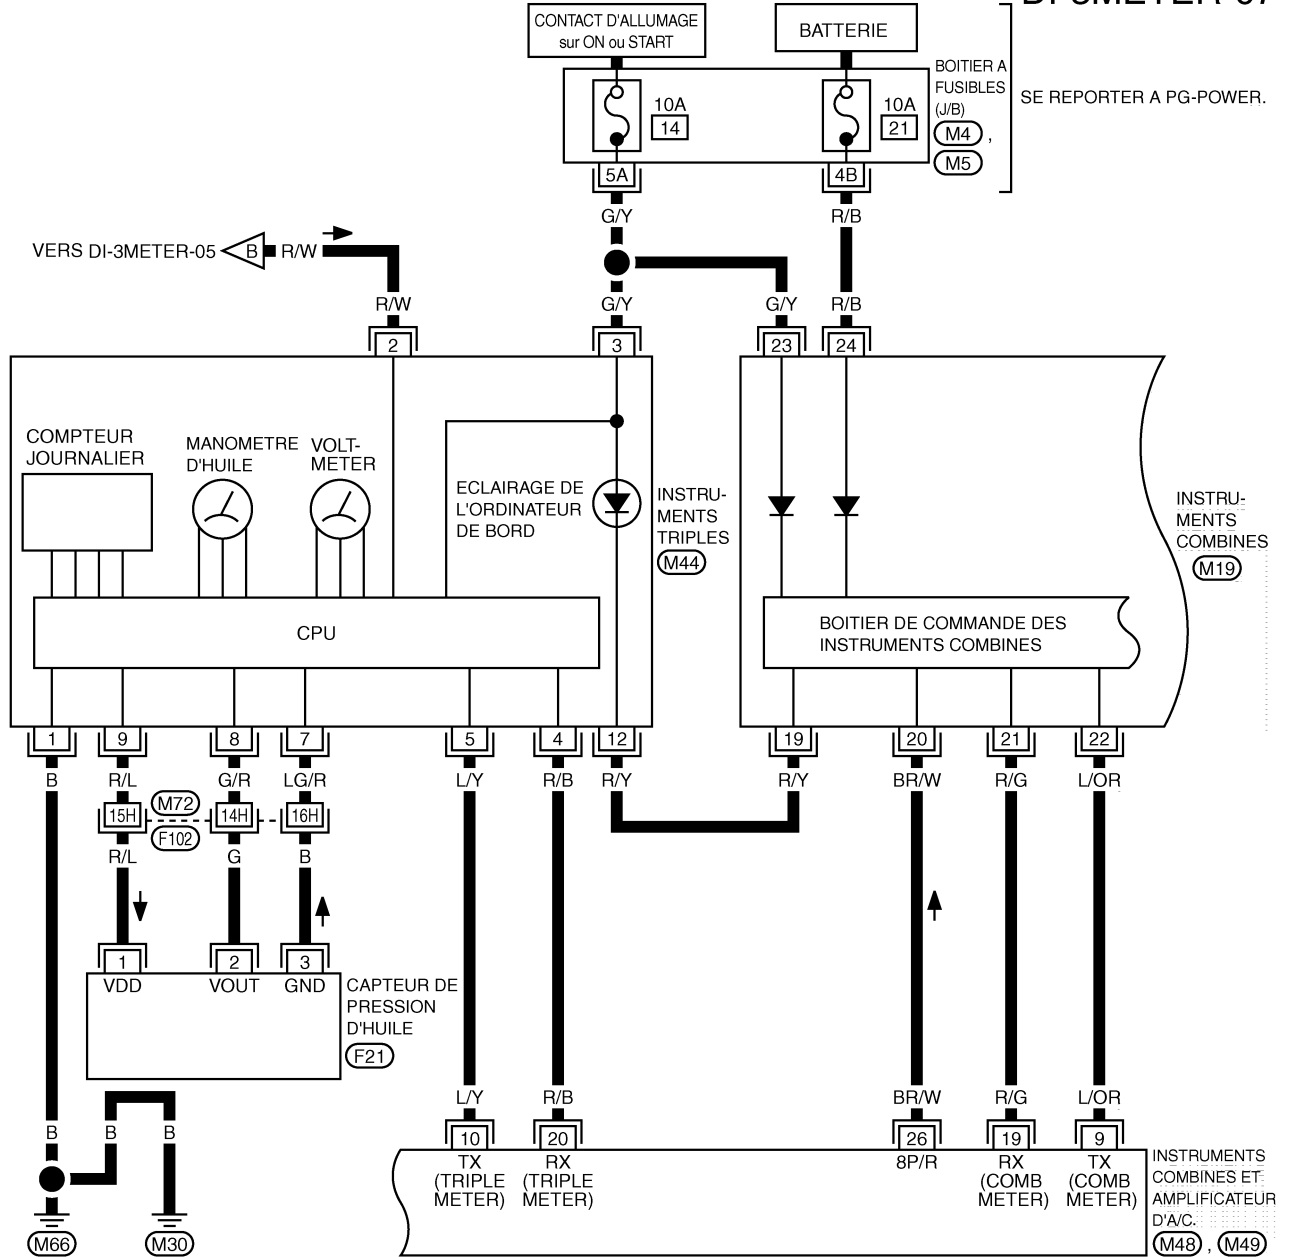 CONTACT D'ALLUMAGE
sur ON ou START
BATTERIE
BOITIER A
FUSIBLES
(J/B)
M4 ,
M5
SE REPORTER A PG-POWER.
10A
14
10A
21
5A
4B
G/Y
R/B
VERS DI-3METER-05
B
R/W
R/W
G/Y
G/Y
R/B
2
3
23
24
COMPTEUR
JOURNALIER
MANOMETRE
D'HUILE
VOLT-
METER
ECLAIRAGE DE
L'ORDINATEUR
DE BORD
INSTRU-
MENTS
TRIPLES
M44
INSTRU-
MENTS
COMBINES
M19
CPU
BOITIER DE COMMANDE DES
INSTRUMENTS COMBINES
1
9
8
7
5
4
12
19
20
21
22
B
R/L
G/R
LG/R
L/Y
R/B
R/Y
R/Y
BR/W
R/G
L/OR
M72
15H
14H
16H
F102
R/L
G
B
1
2
3
VDD
VOUT
GND
CAPTEUR DE
PRESSION
D'HUILE
F21
L/Y
R/B
BR/W
R/G
L/OR
B
B
B
10
20
26
19
9
TX
(TRIPLE
METER)
RX
(TRIPLE
METER)
8P/R
RX
(COMB
METER)
TX
(COMB
METER)
INSTRUMENTS
COMBINES ET
AMPLIFICATEUR
D'A/C.
M48 , M49
M66
M30